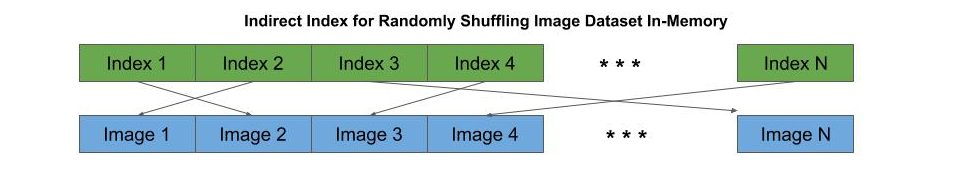 Indirect Index for Randomly Shuffling Image Dataset In-Memory
Index 1 Index 2 Index 3 Index 4 * * * Index N
Image 1 Image 2 Image 3 Image 4 * * * Image N